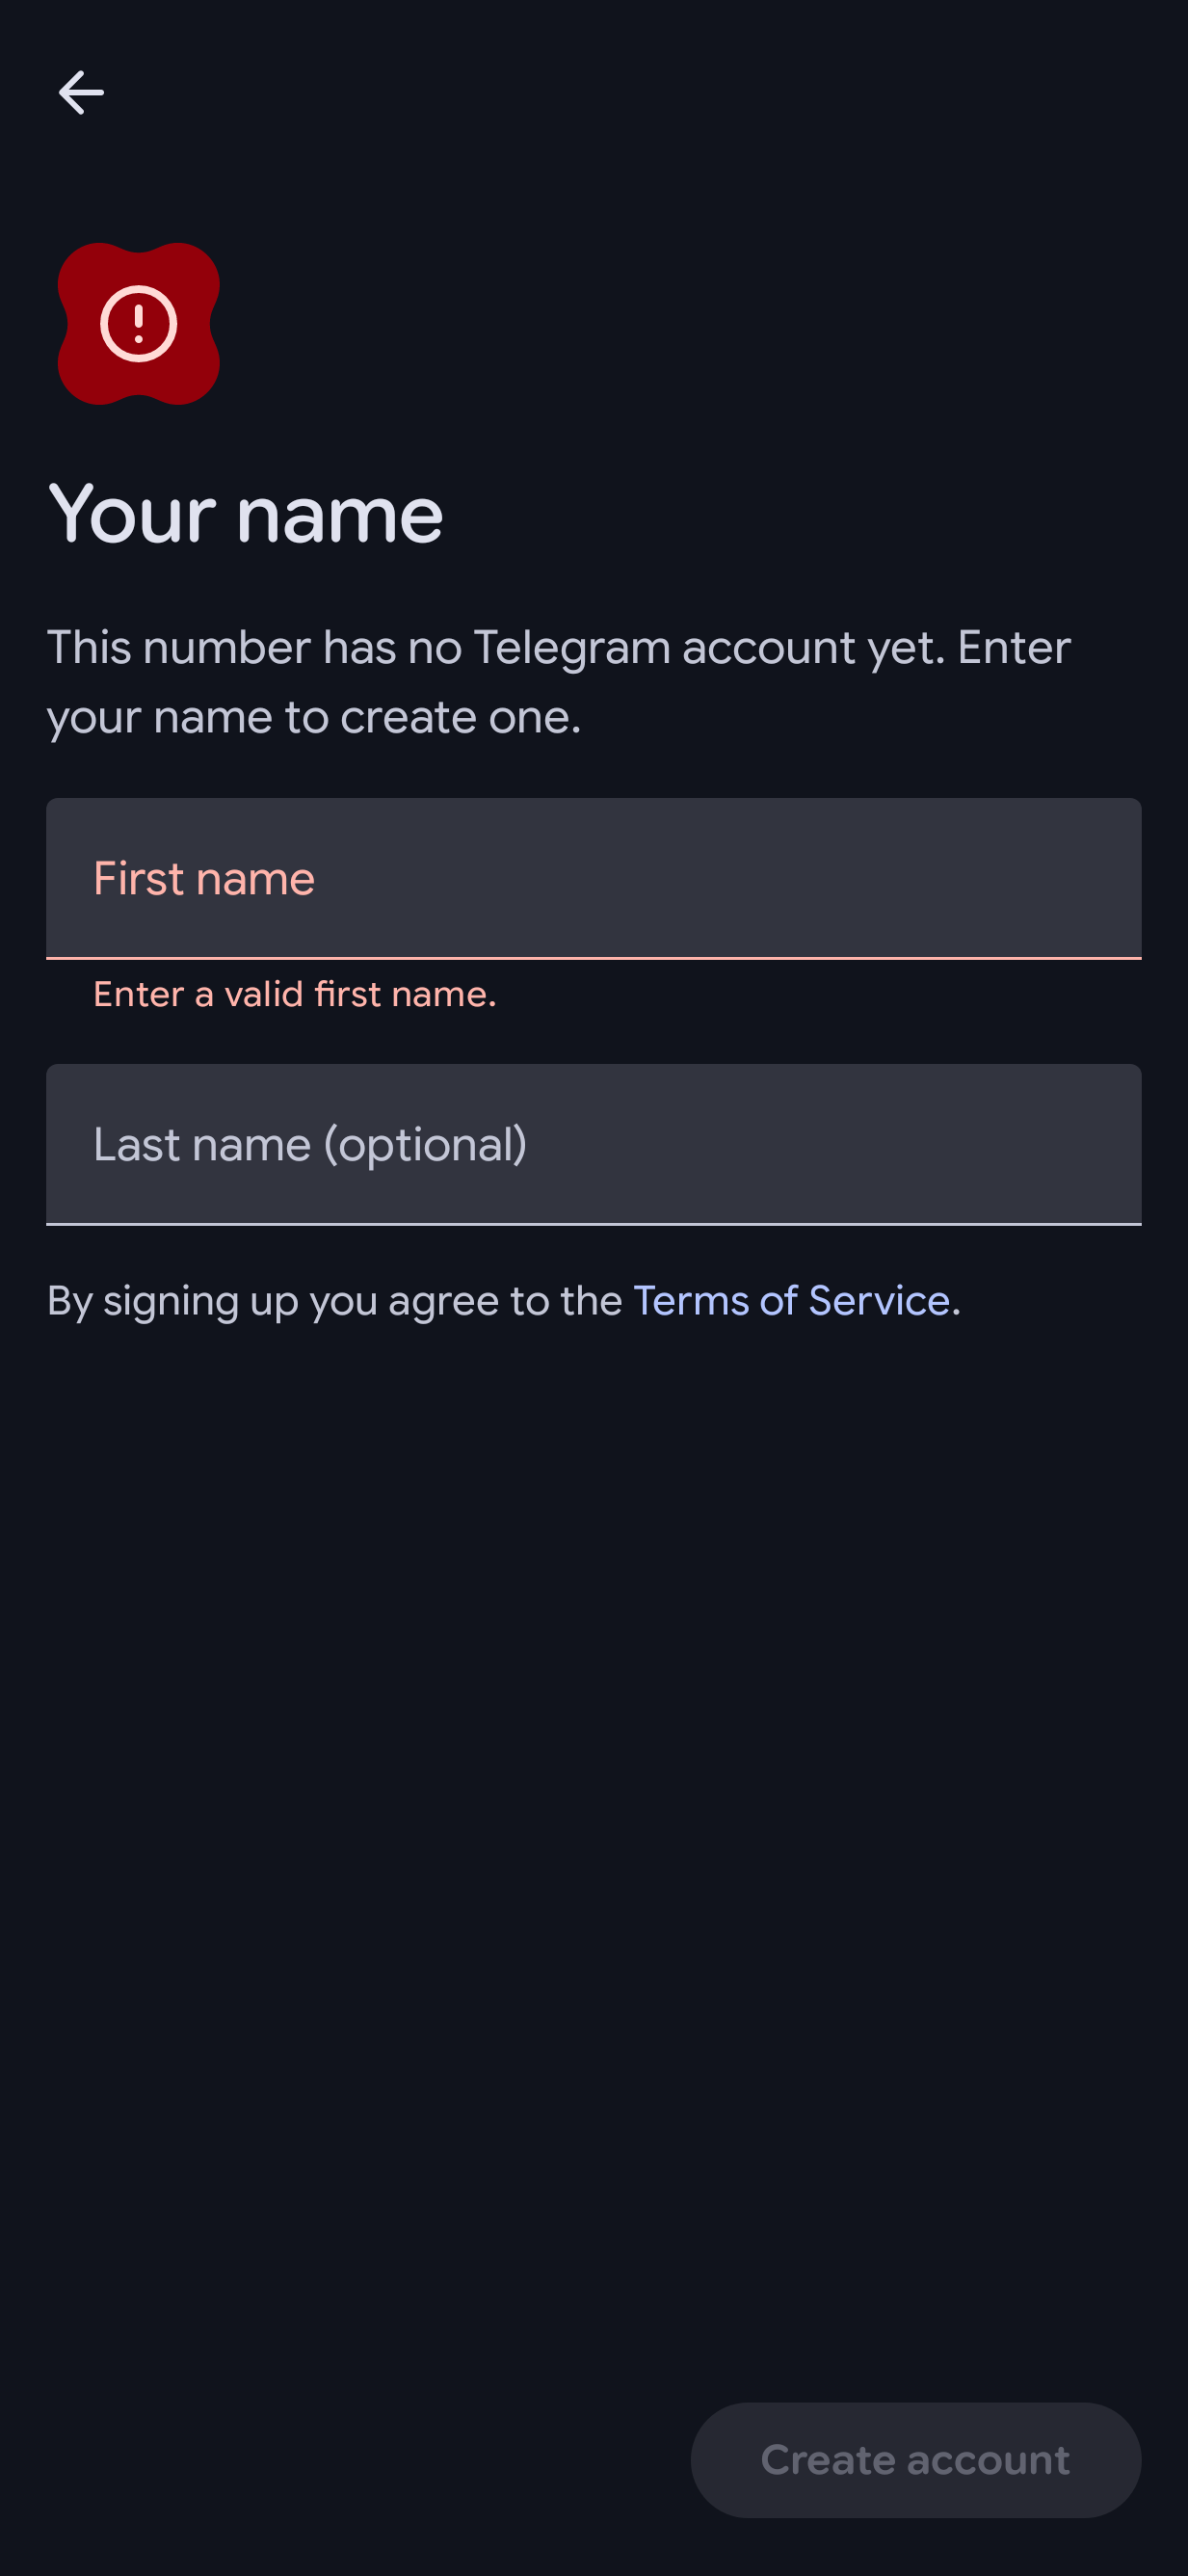 Your name
This number has no Telegram account yet. Enter
your name to create one.
First name
Enter a valid first name.
Last name (optional)
By signing up you agree to the Terms of Service.
Create account